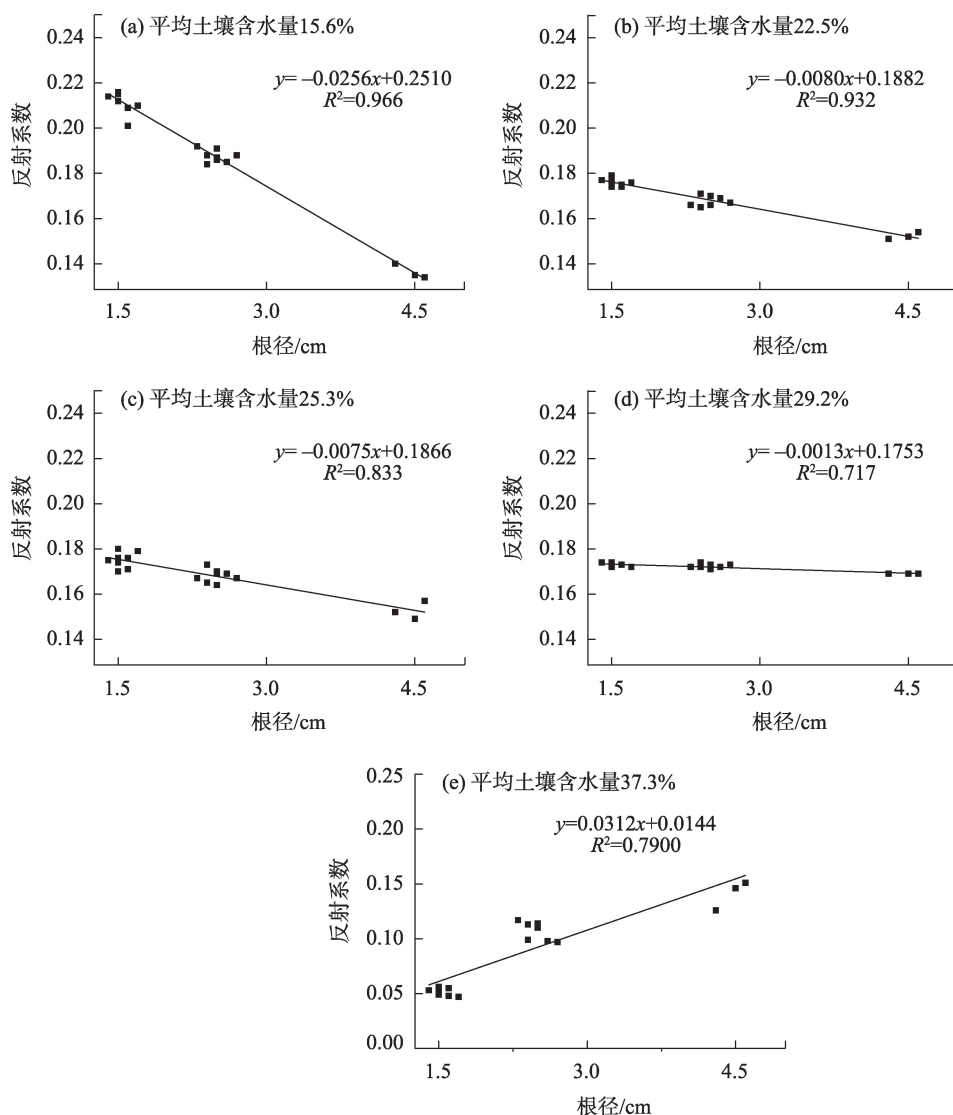 (a) 平均土壤含水量15.6%
y= –0.0256x+0.2510
R²=0.966
0.24
0.22
0.20
0.18
0.16
0.14
反射系数
1.5
3.0
4.5
根径/cm
(b) 平均土壤含水量22.5%
y= –0.0080x+0.1882
R²=0.932
0.24
0.22
0.20
0.18
0.16
0.14
反射系数
1.5
3.0
4.5
根径/cm
(c) 平均土壤含水量25.3%
y= –0.0075x+0.1866
R²=0.833
0.24
0.22
0.20
0.18
0.16
0.14
反射系数
1.5
3.0
4.5
根径/cm
(d) 平均土壤含水量29.2%
y= –0.0013x+0.1753
R²=0.717
0.24
0.22
0.20
0.18
0.16
0.14
反射系数
1.5
3.0
4.5
根径/cm
(e) 平均土壤含水量37.3%
y=0.0312x+0.0144
R²=0.7900
0.25
0.20
0.15
0.10
0.05
0.00
反射系数
1.5
3.0
4.5
根径/cm